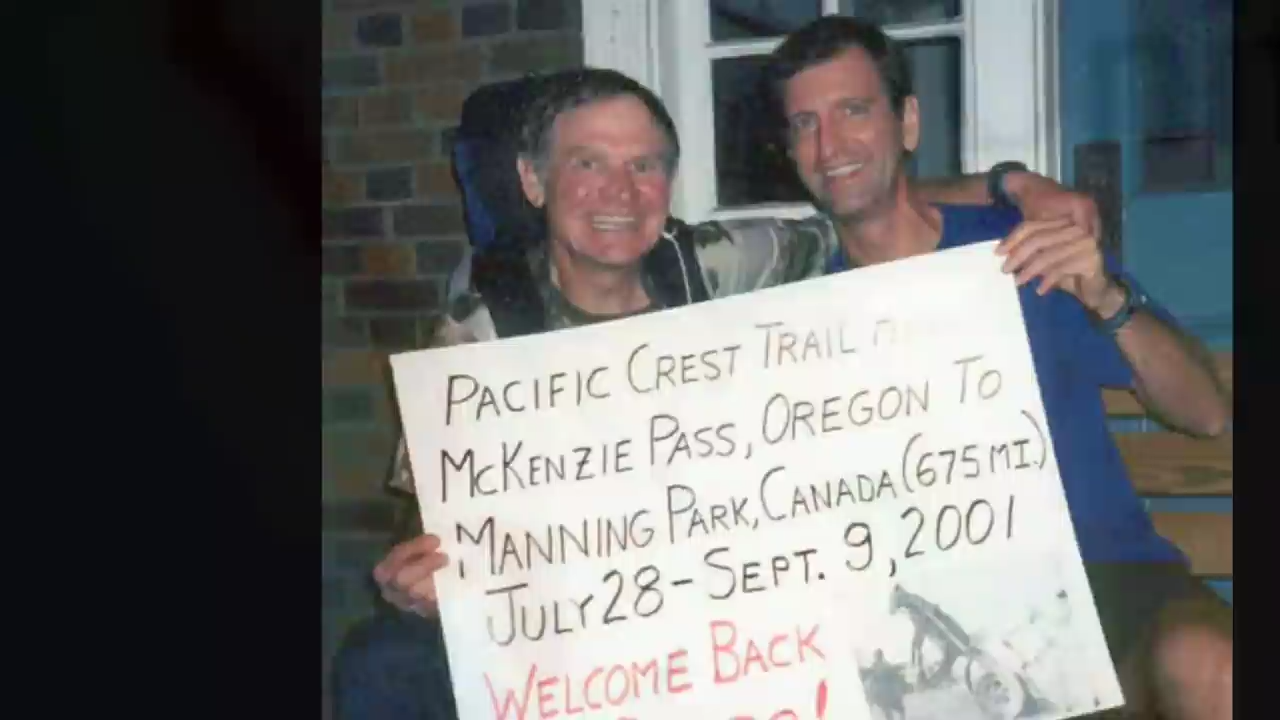 PACIFIC CREST TRAIL
MCKENZIE PASS, OREGON TO
MANNING PARK, CANADA (675 MI.)
JULY 28 - SEPT. 9, 2001
WELCOME BACK